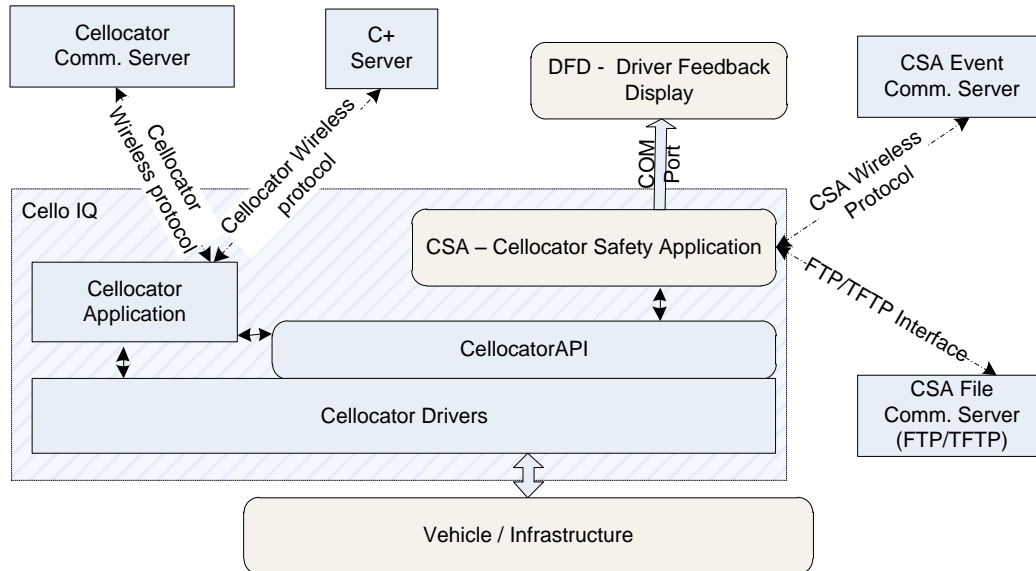 Cellocator
Comm. Server
C+
Server
DFD -  Driver Feedback
Display
CSA Event
Comm. Server
Cellocator
Wireless protocol
Cellocator Wireless
protocol
COM
Port
CSA Wireless
Protocol
Cello IQ
CSA – Cellocator Safety Application
Cellocator
Application
FTP/TFTP Interface
CellocatorAPI
Cellocator Drivers
CSA File
Comm. Server
(FTP/TFTP)
Vehicle / Infrastructure